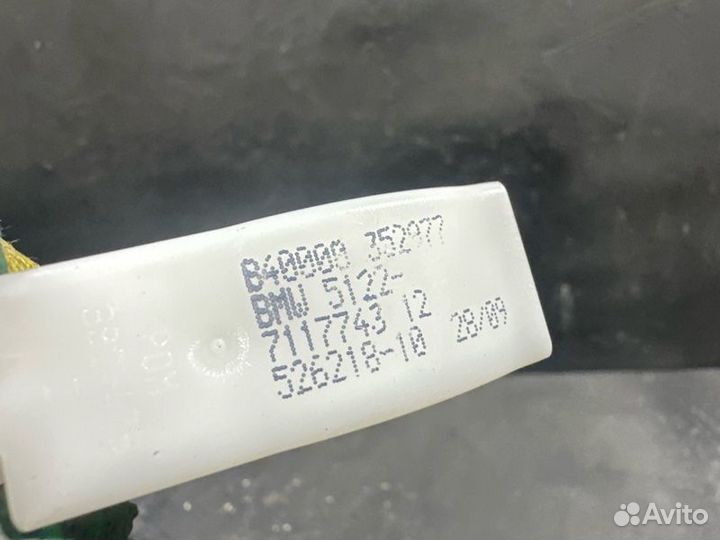 B40000 352977
BMW 5122-
7117743 12
526218-10 28/09
Avito